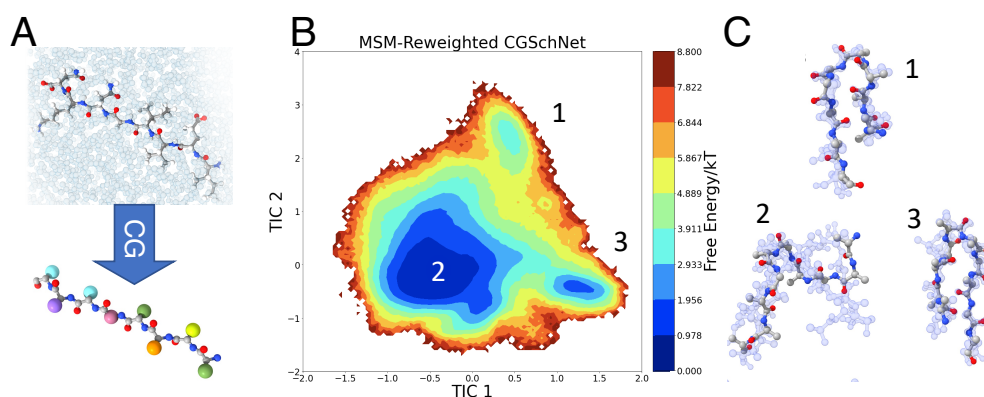 A
CG
B
MSM-Reweighted CGSchNet
TIC 2
4
3
2
1
0
−1
−2
−2.0 −1.5 −1.0 −0.5 0.0 0.5 1.0 1.5 2.0
TIC 1
1
2
3
8.800
7.822
6.844
5.867
4.889
3.911
2.933
1.956
0.978
0.000
Free Energy/kT
C
1
2
3